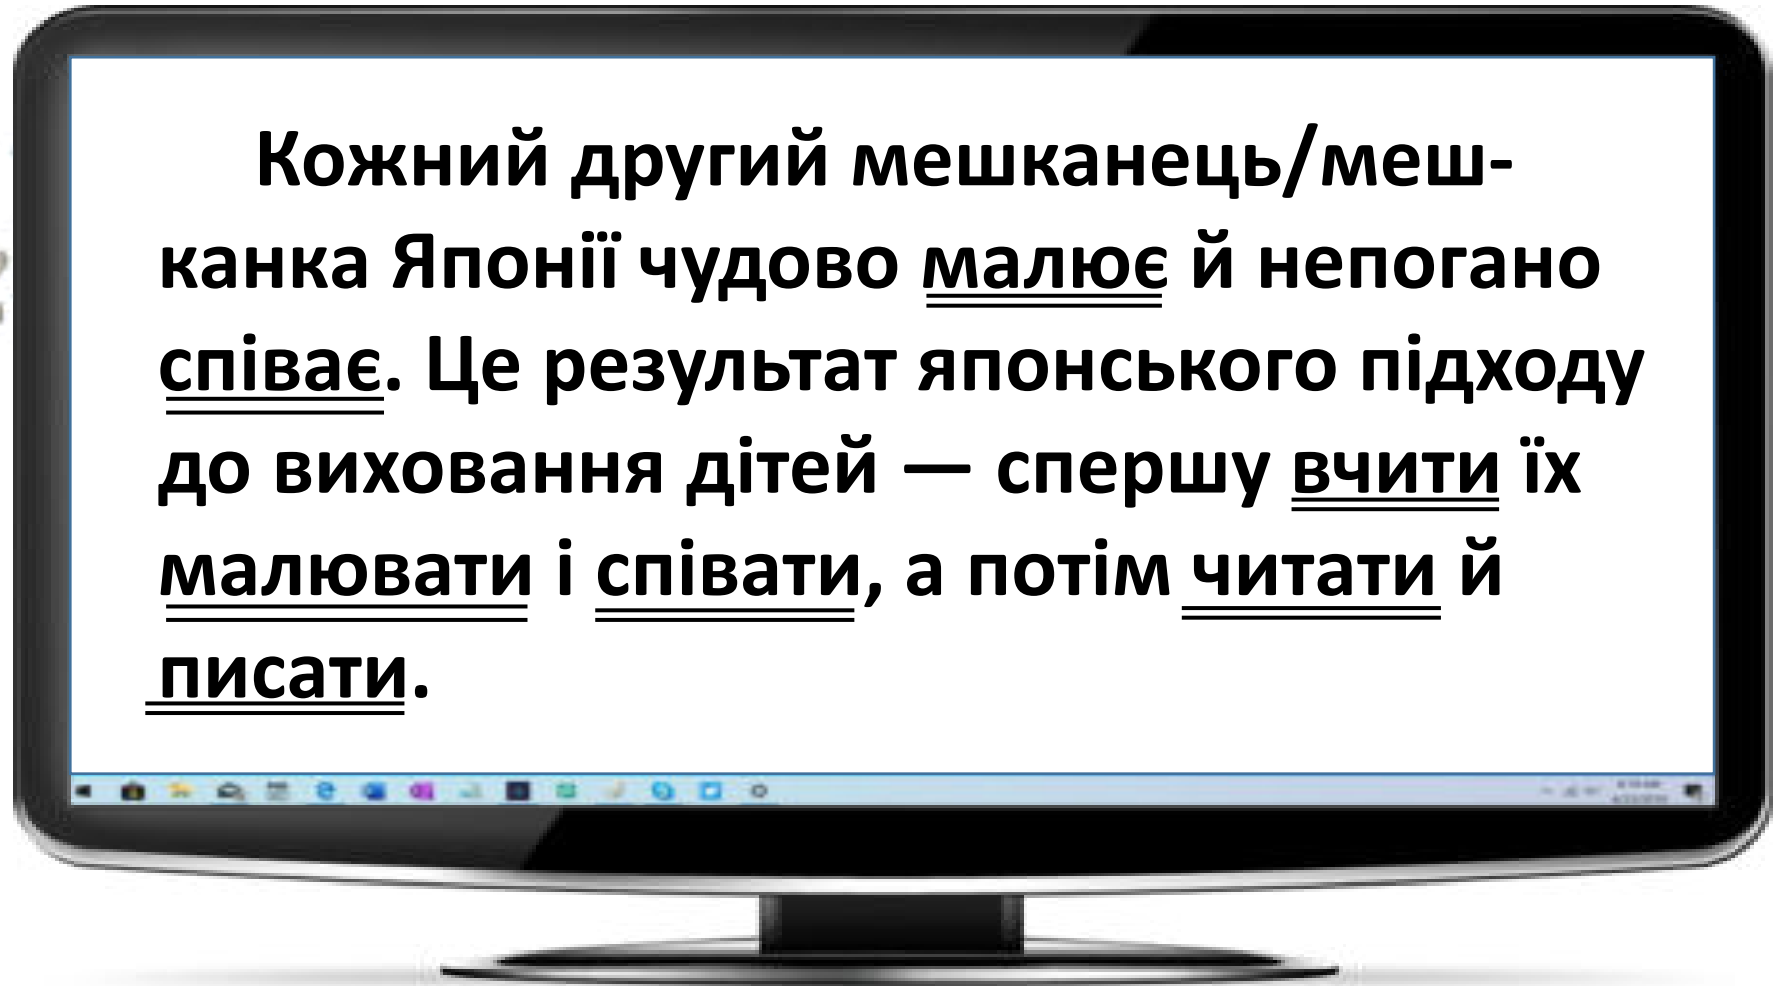 Кожний другий мешканець/меш-
канка Японії чудово малює й непогано
співає. Це результат японського підходу
до виховання дітей — спершу вчити їх
малювати і співати, а потім читати й
писати.